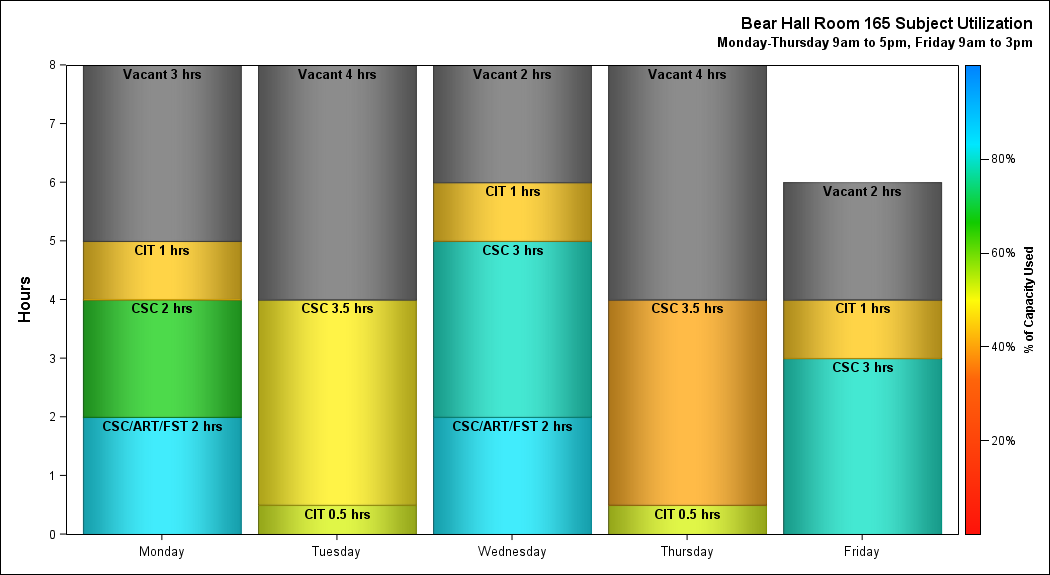 Bear Hall Room 165 Subject Utilization
Monday-Thursday 9am to 5pm, Friday 9am to 3pm
Hours
8
7
6
5
4
3
2
1
0
Vacant 3 hrs
CIT 1 hrs
CSC 2 hrs
CSC/ART/FST 2 hrs
Monday
Vacant 4 hrs
CSC 3.5 hrs
CIT 0.5 hrs
Tuesday
Vacant 2 hrs
CIT 1 hrs
CSC 3 hrs
CSC/ART/FST 2 hrs
Wednesday
Vacant 4 hrs
CSC 3.5 hrs
CIT 0.5 hrs
Thursday
Vacant 2 hrs
CIT 1 hrs
CSC 3 hrs
Friday
80%
60%
40%
20%
% of Capacity Used